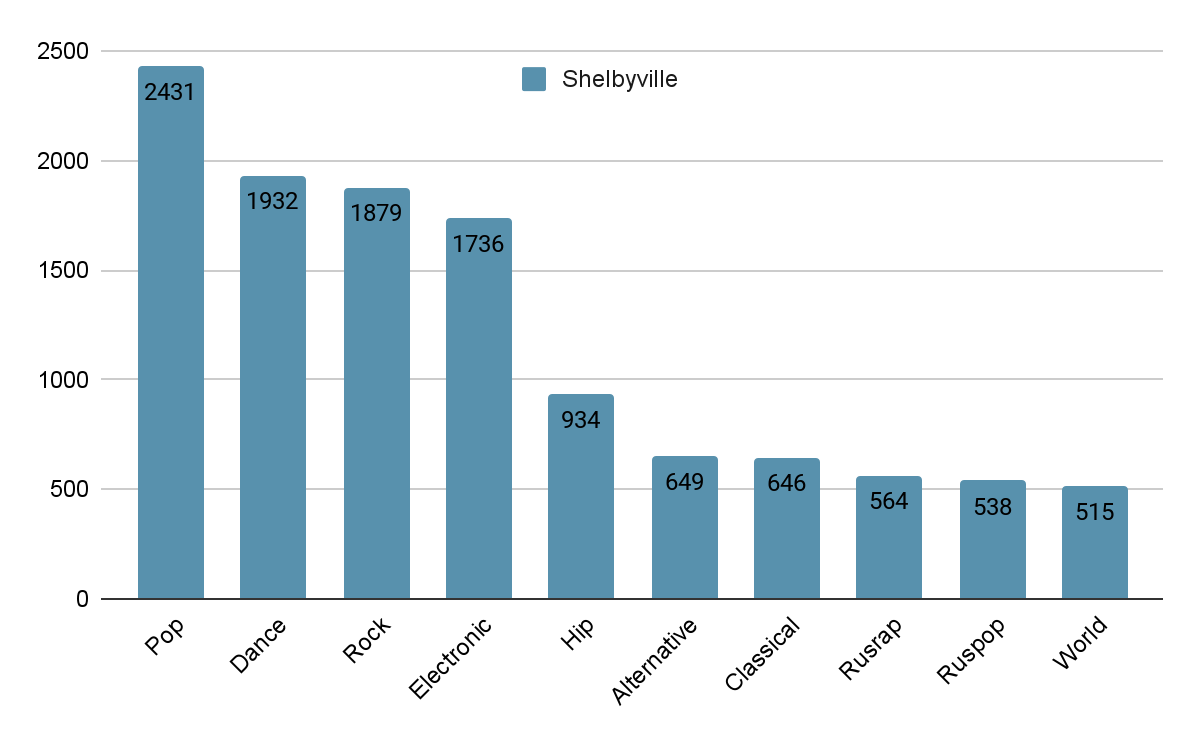 2500
Shelbyville
2431
2000
1932
1879
1736
1500
1000
934
649
646
564
538
515
500
0
Pop
Dance
Rock
Electronic
Hip
Alternative
Classical
Rusrap
Ruspop
World